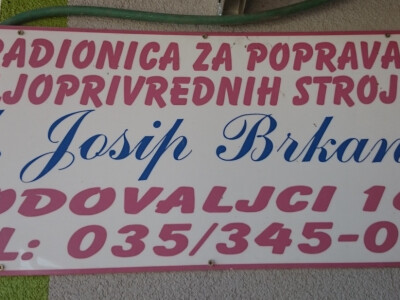 RADIONICA ZA POPRAVA
LJOPRIVREDNIH STROJ
. Josip Brkan
ODOVALJCI 1
L: 035/345-0